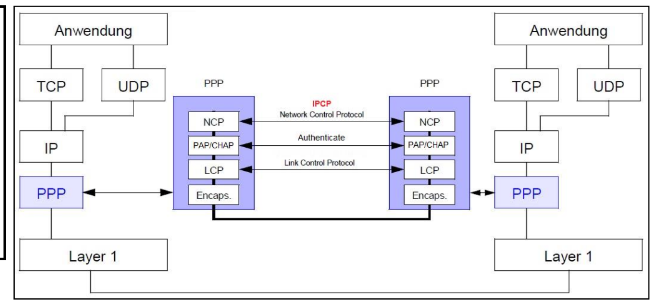 Anwendung
TCP
UDP
IP
PPP
Layer 1
PPP
NCP
PAP/CHAP
LCP
Encaps.
IPCP
Network Control Protocol
Authenticate
Link Control Protocol
PPP
NCP
PAP/CHAP
LCP
Encaps.
Anwendung
TCP
UDP
IP
PPP
Layer 1